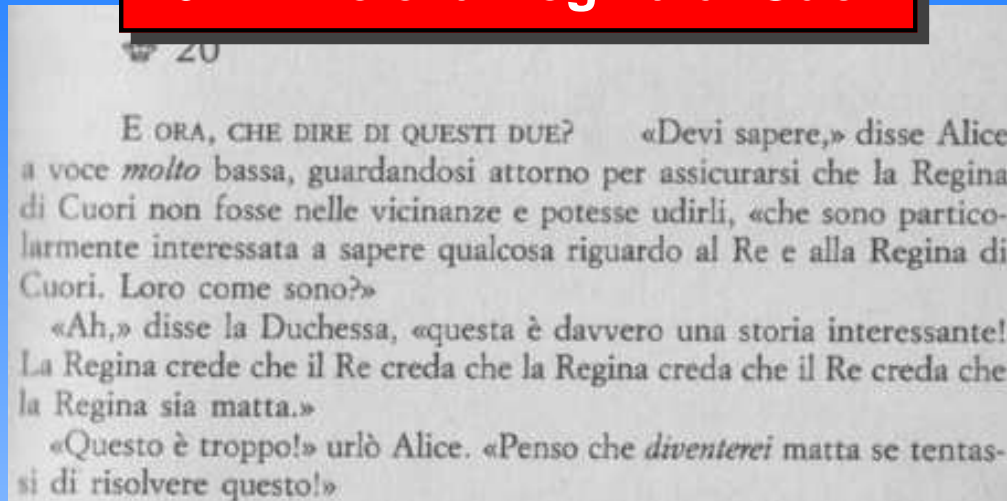 20
E ORA, CHE DIRE DI QUESTI DUE? «Devi sapere,» disse Alice
a voce molto bassa, guardandosi attorno per assicurarsi che la Regina
di Cuori non fosse nelle vicinanze e potesse udirli, «che sono partico-
larmente interessata a sapere qualcosa riguardo al Re e alla Regina di
Cuori. Loro come sono?»
«Ah,» disse la Duchessa, «questa è davvero una storia interessante!
La Regina crede che il Re creda che la Regina creda che il Re creda che
la Regina sia matta.»
«Questo è troppo!» urlò Alice. «Penso che diventerei matta se tentas-
si di risolvere questo!»